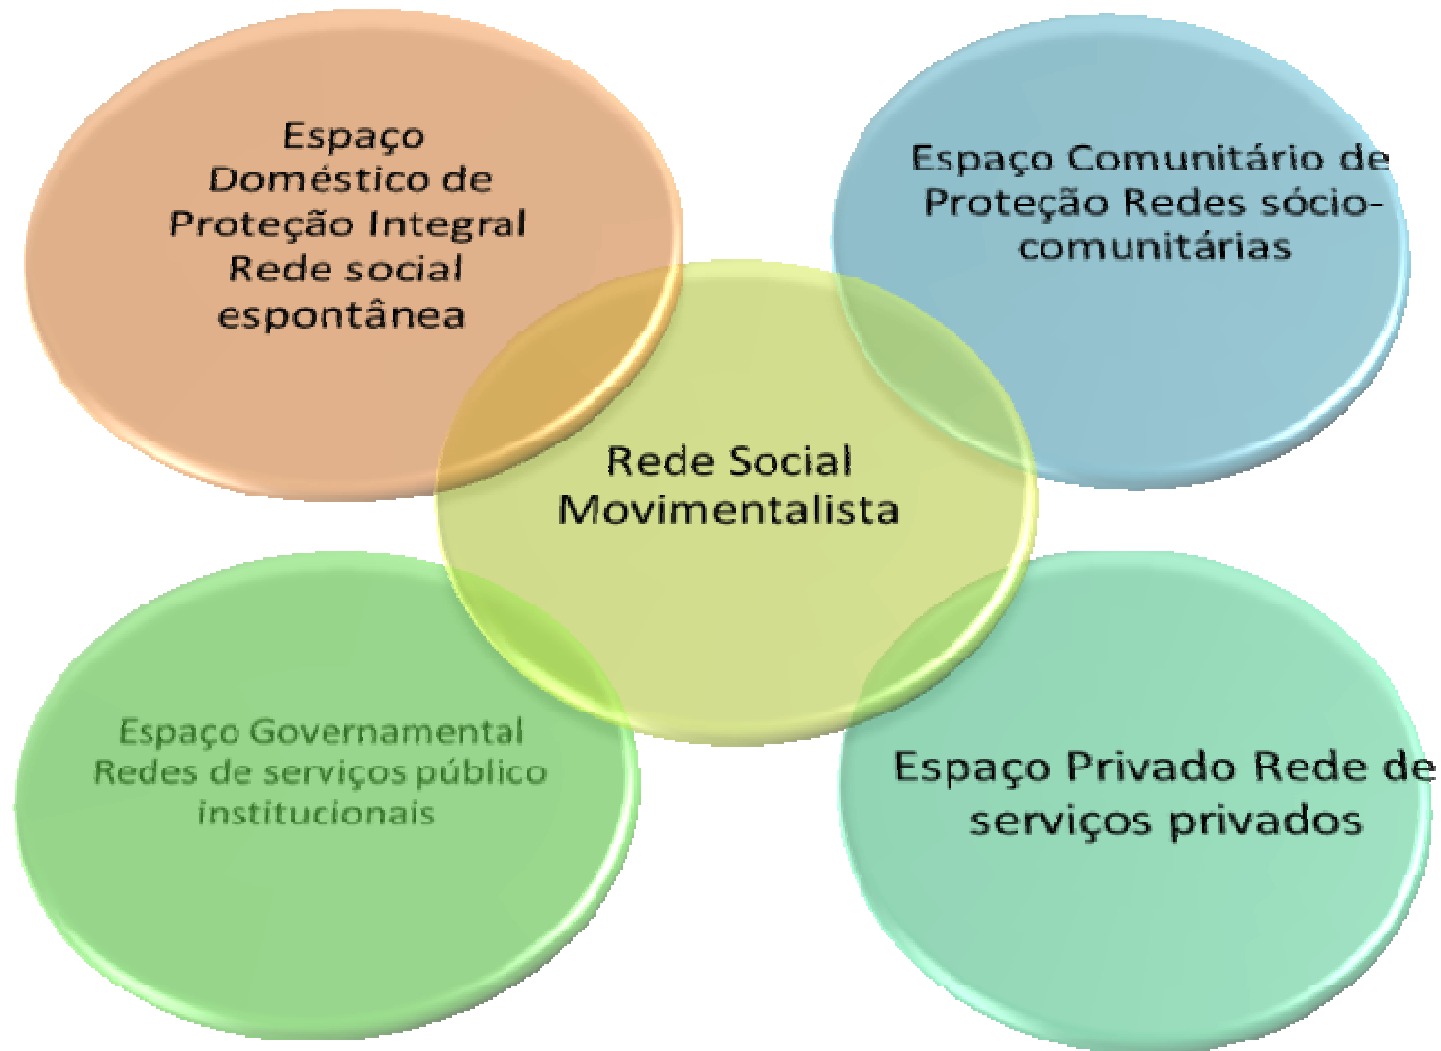 Espaço
Doméstico de
Proteção Integral
Rede social
espontânea
Espaço Comunitário de
Proteção Redes sócio-
comunitárias
Rede Social
Movimentalista
Espaço Governamental
Redes de serviços público
institucionais
Espaço Privado Rede de
serviços privados